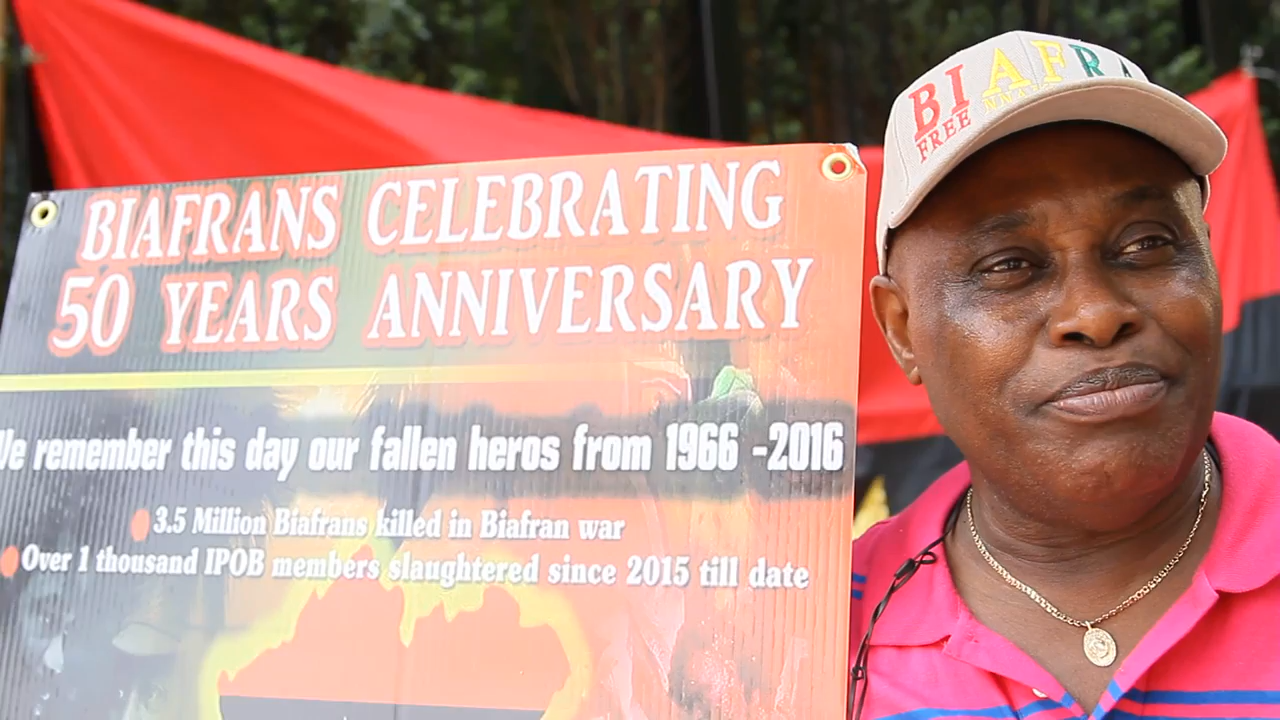 BIAFRANS CELEBRATING
50 YEARS ANNIVERSARY
We remember this day our fallen heros from 1966 -2016
3.5 Million Biafrans killed in Biafran war
Over 1 thousand IPOB members slaughtered since 2015 till date
BIAFRA
FREE